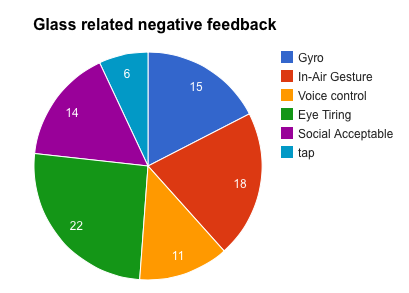 Glass related negative feedback
Gyro
In-Air Gesture
Voice control
Eye Tiring
Social Acceptable
tap
15
18
11
22
14
6